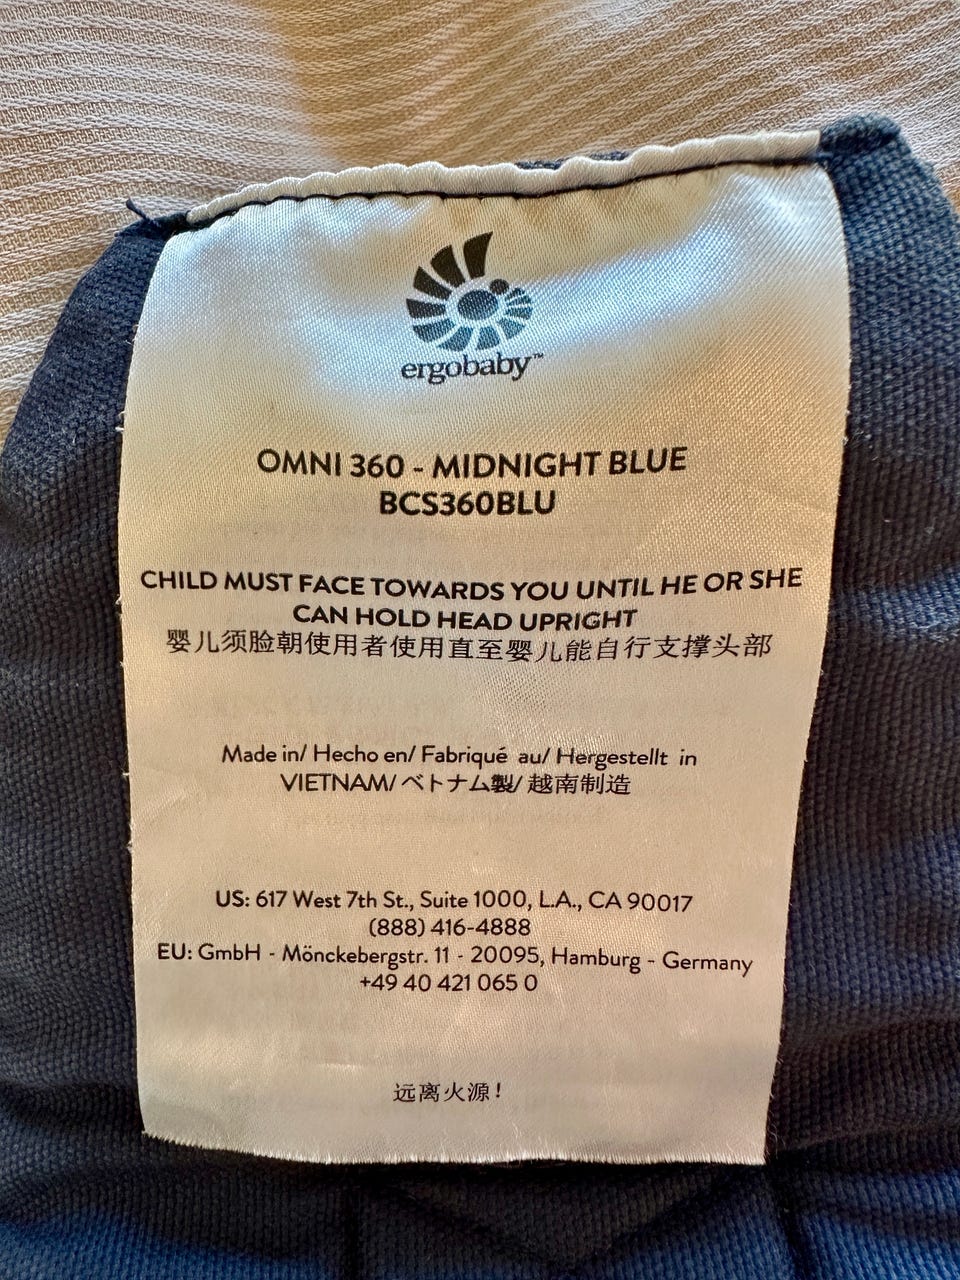 ergobaby™
OMNI 360 - MIDNIGHT BLUE
BCS360BLU
CHILD MUST FACE TOWARDS YOU UNTIL HE OR SHE
CAN HOLD HEAD UPRIGHT
婴儿须脸朝使用者使用直至婴儿能自行支撑头部
Made in/ Hecho en/ Fabriqué au/ Hergestellt in
VIETNAM/ ベトナム製/ 越南制造
US: 617 West 7th St., Suite 1000, L.A., CA 90017
(888) 416-4888
EU: GmbH - Mönckebergstr. 11 - 20095, Hamburg - Germany
+49 40 421 065 0
远离火源!